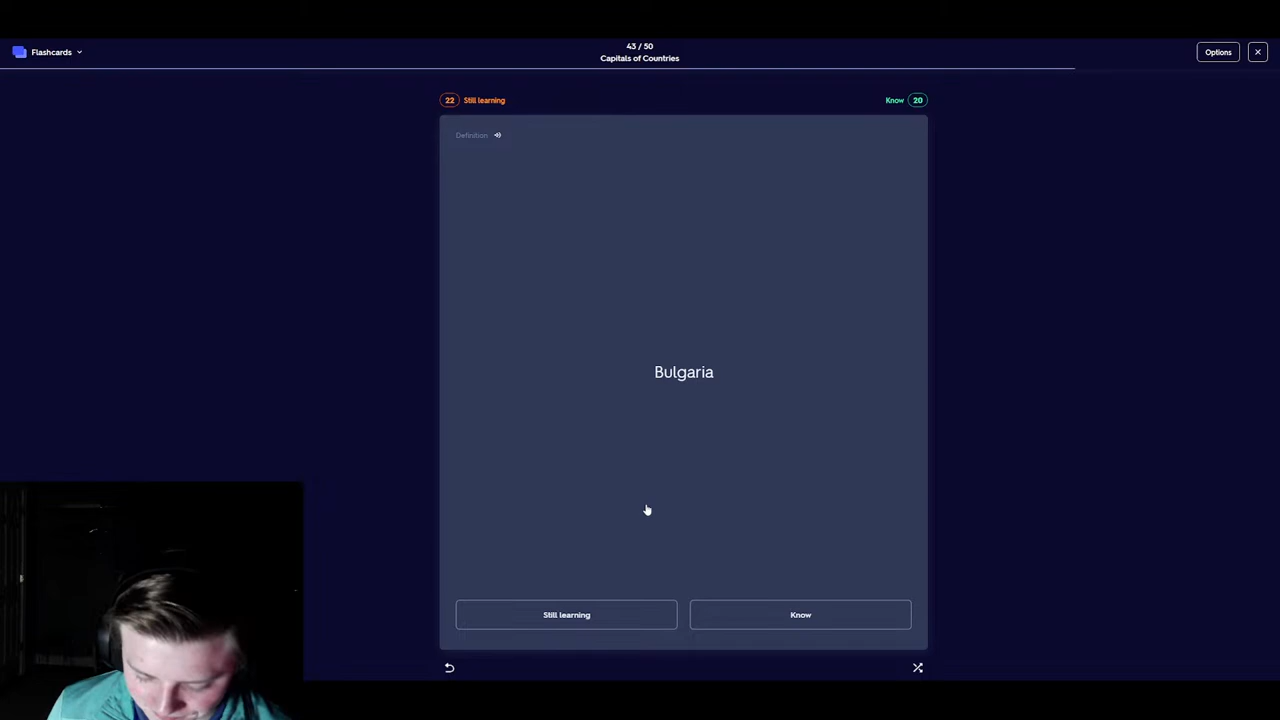 Flashcards
43 / 50
Capitals of Countries
Options
22 Still learning
Know 20
Definition
Bulgaria
Still learning
Know